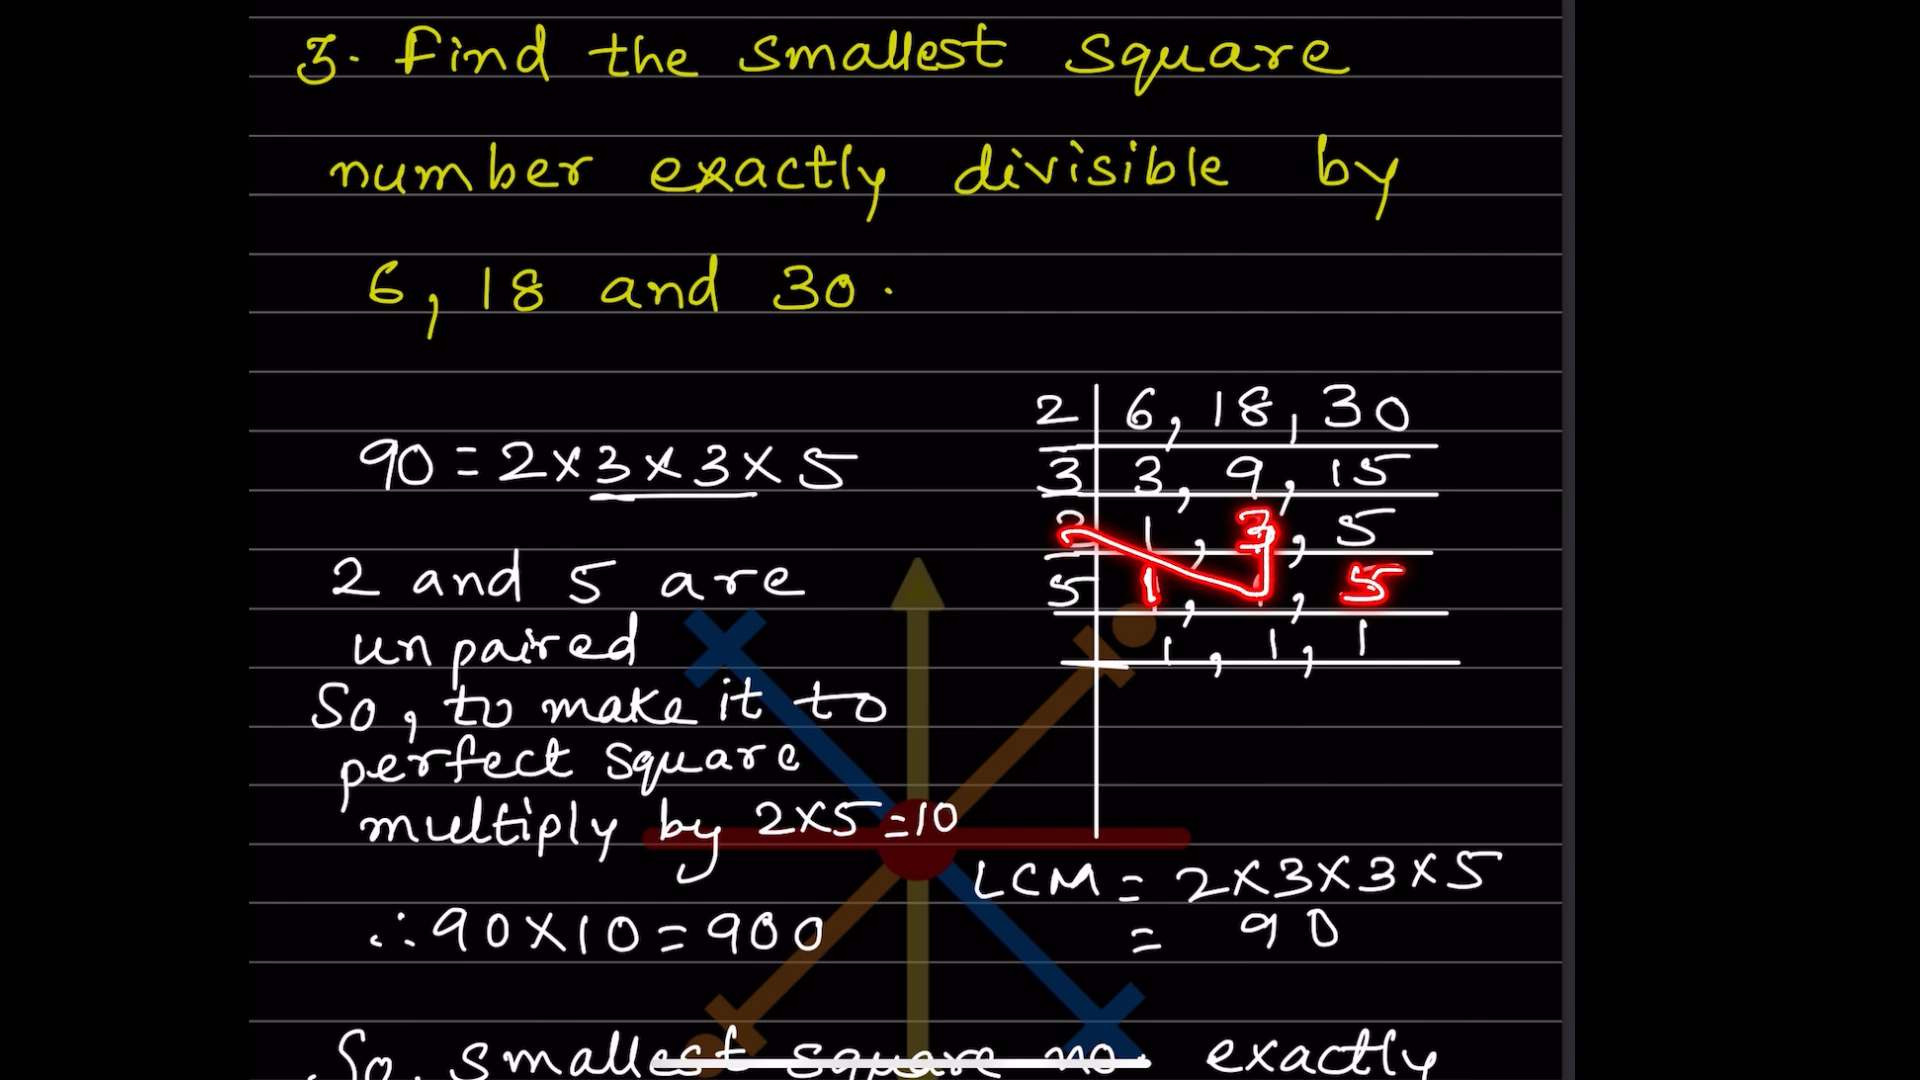 3. Find the smallest square
number exactly divisible by
6, 18 and 30.
2 | 6, 18, 30
90 = 2 × 3 × 3 × 5
3 | 3, 9, 15
3 | 1, 3, 5
2 and 5 are
5 | 1, 1, 5
unpaired
1, 1, 1
So, to make it to
perfect square
multiply by 2×5=10
LCM = 2×3×3×5
∴ 90×10=900
= 90
So, smallest square no. exactly